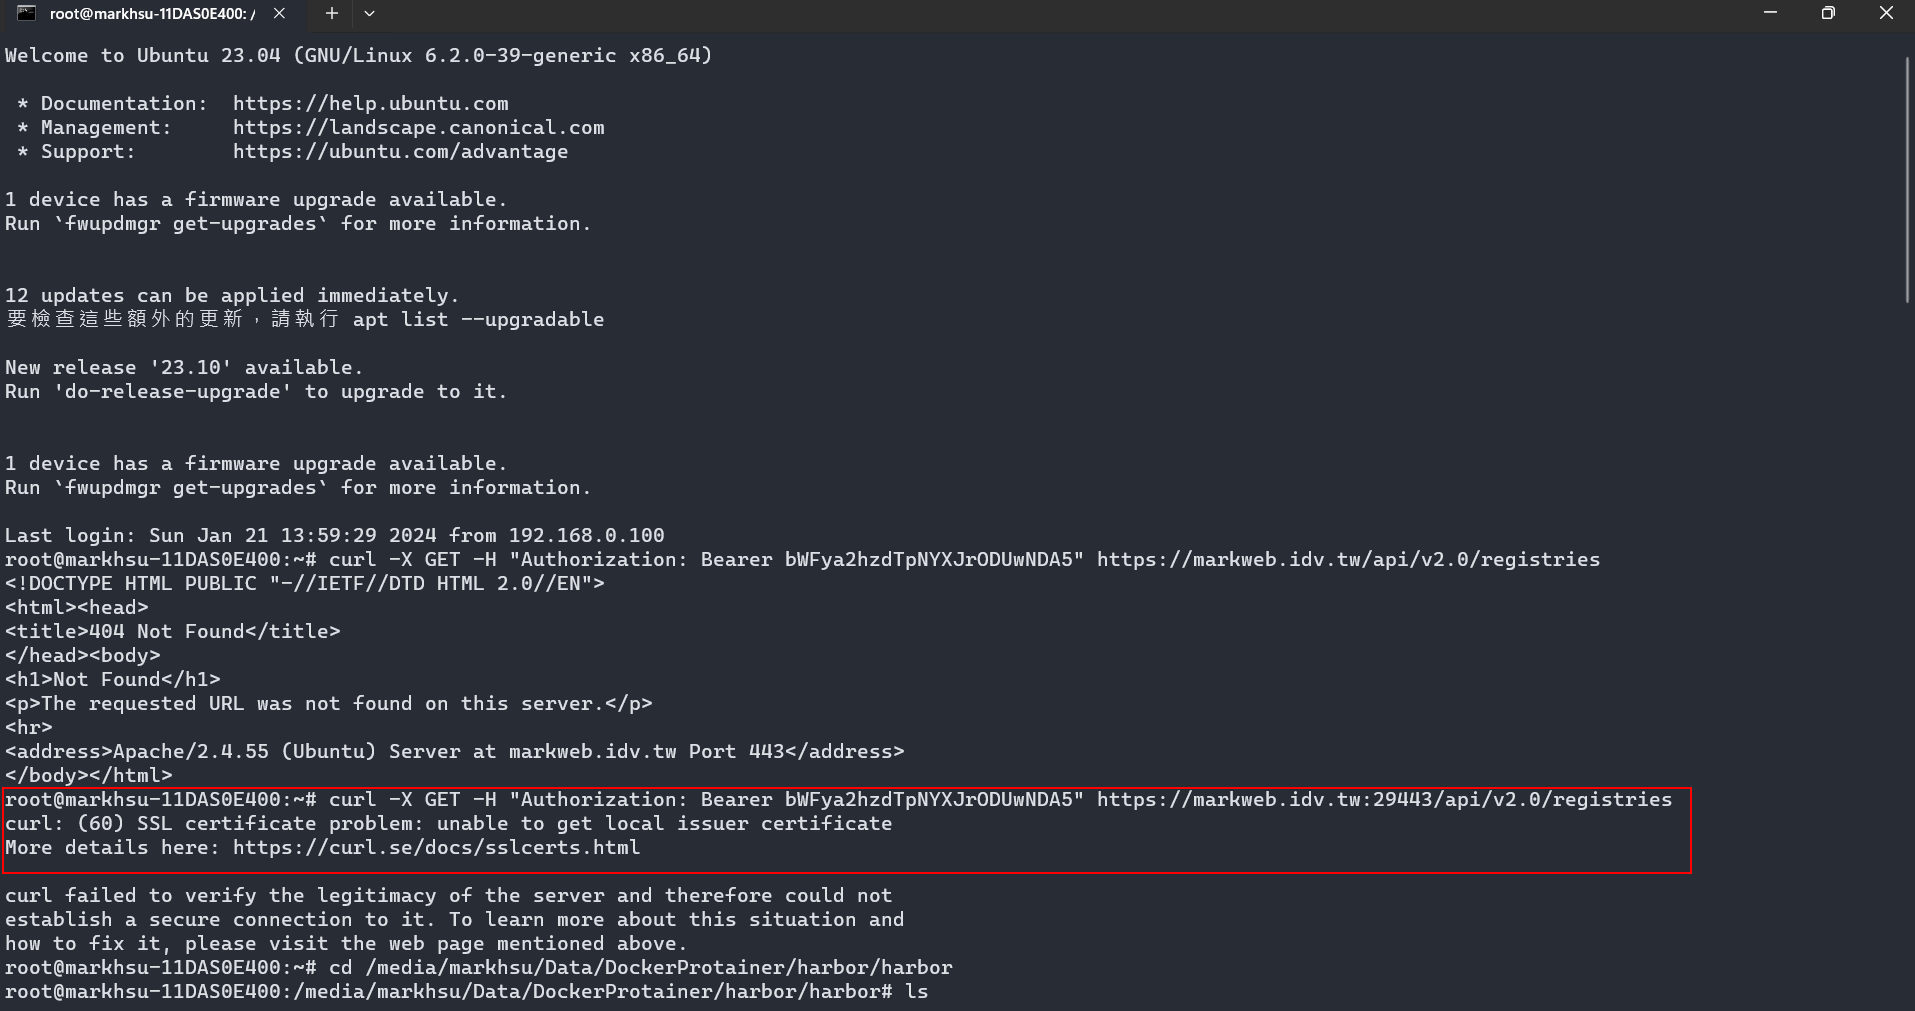 root@markhsu-11DAS0E400: /
Welcome to Ubuntu 23.04 (GNU/Linux 6.2.0-39-generic x86_64)
* Documentation:  https://help.ubuntu.com
* Management:     https://landscape.canonical.com
* Support:        https://ubuntu.com/advantage
1 device has a firmware upgrade available.
Run `fwupdmgr get-upgrades` for more information.
12 updates can be applied immediately.
要檢查這些額外的更新，請執行 apt list --upgradable
New release '23.10' available.
Run 'do-release-upgrade' to upgrade to it.
1 device has a firmware upgrade available.
Run `fwupdmgr get-upgrades` for more information.
Last login: Sun Jan 21 13:59:29 2024 from 192.168.0.100
root@markhsu-11DAS0E400:~# curl -X GET -H "Authorization: Bearer bWFya2hzdTpNYXJrODUwNDA5" https://markweb.idv.tw/api/v2.0/registries
<!DOCTYPE HTML PUBLIC "-//IETF//DTD HTML 2.0//EN">
<html><head>
<title>404 Not Found</title>
</head><body>
<h1>Not Found</h1>
<p>The requested URL was not found on this server.</p>
<hr>
<address>Apache/2.4.55 (Ubuntu) Server at markweb.idv.tw Port 443</address>
</body></html>
root@markhsu-11DAS0E400:~# curl -X GET -H "Authorization: Bearer bWFya2hzdTpNYXJrODUwNDA5" https://markweb.idv.tw:29443/api/v2.0/registries
curl: (60) SSL certificate problem: unable to get local issuer certificate
More details here: https://curl.se/docs/sslcerts.html
curl failed to verify the legitimacy of the server and therefore could not
establish a secure connection to it. To learn more about this situation and
how to fix it, please visit the web page mentioned above.
root@markhsu-11DAS0E400:~# cd /media/markhsu/Data/DockerProtainer/harbor/harbor
root@markhsu-11DAS0E400:/media/markhsu/Data/DockerProtainer/harbor/harbor# ls